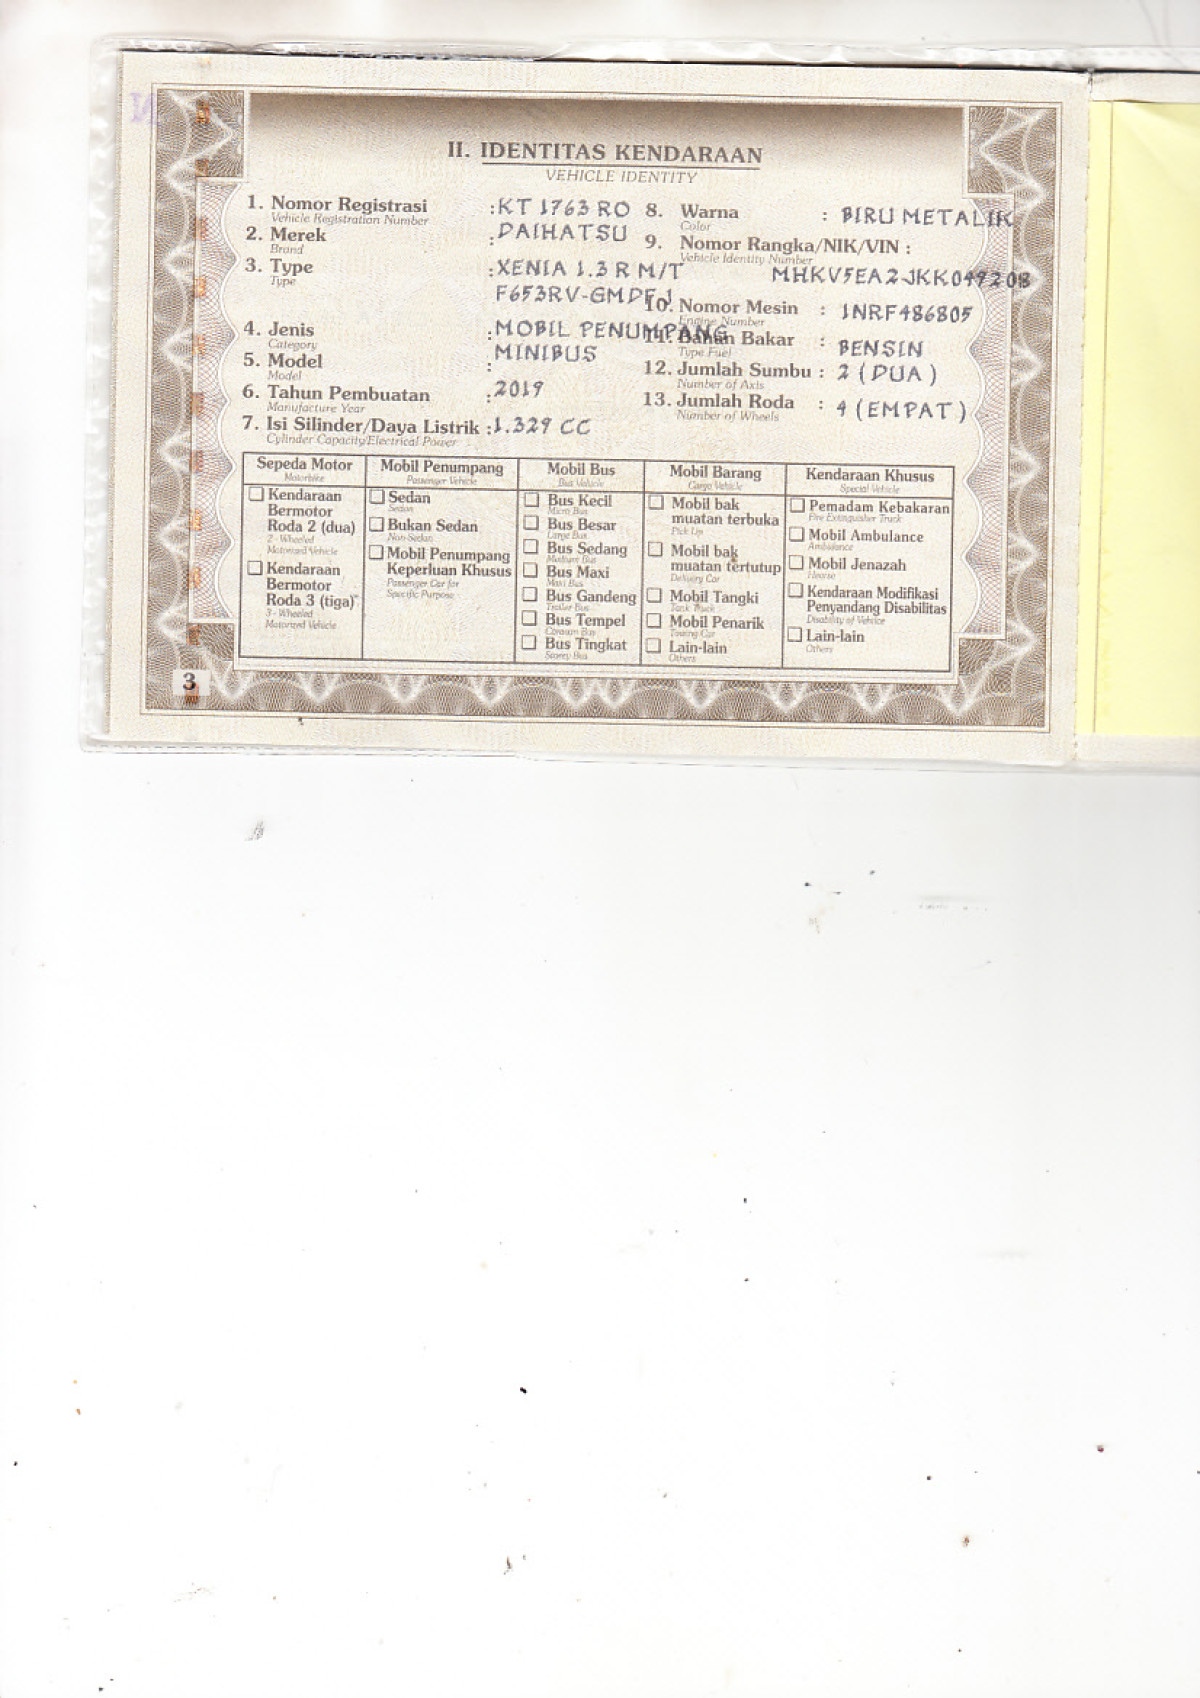 II. IDENTITAS KENDARAAN
VEHICLE IDENTITY
1. Nomor Registrasi : KT 1763 RO
Vehicle Registration Number
2. Merek : DAIHATSU
Brand
3. Type : XENIA 1.3 R M/T
Type
F653RV-GMDFJ
4. Jenis : MOBIL PENUMPANG
Category
5. Model : MINIBUS
Model
6. Tahun Pembuatan : 2019
Manufacture Year
7. Isi Silinder/Daya Listrik : 1.329 CC
Cylinder Capacity/Electrical Power
8. Warna : BIRU METALIK
Color
9. Nomor Rangka/NIK/VIN :
Vehicle Identity Number
MHKV5EA2JKK049208
10. Nomor Mesin : 1NRF486805
Engine Number
11. Bahan Bakar : BENSIN
Type Fuel
12. Jumlah Sumbu : 2 (DUA)
Number of Axis
13. Jumlah Roda : 4 (EMPAT)
Number of Wheels
Sepeda Motor
Motorbike
Kendaraan
Bermotor
Roda 2 (dua)
2 - Wheeled
Motorized Vehicle
Kendaraan
Bermotor
Roda 3 (tiga)
3 - Wheeled
Motorized Vehicle
Mobil Penumpang
Passenger Vehicle
Sedan
Sedan
Bukan Sedan
Non-Sedan
Mobil Penumpang
Keperluan Khusus
Passenger Car for
Specific Purpose
Mobil Bus
Bus Vehicle
Bus Kecil
Micro Bus
Bus Besar
Large Bus
Bus Sedang
Medium Bus
Bus Maxi
Maxi Bus
Bus Gandeng
Trailer Bus
Bus Tempel
Bus
Bus Tingkat
Storey Bus
Mobil Barang
Cargo Vehicle
Mobil bak
muatan terbuka
Pick Up
Mobil bak
muatan tertutup
Delivery Car
Mobil Tangki
Tank Truck
Mobil Penarik
Towing Car
Lain-lain
Others
Kendaraan Khusus
Special Vehicle
Pemadam Kebakaran
Fire Extinguisher Truck
Mobil Ambulance
Ambulance
Mobil Jenazah
Hearse
Kendaraan Modifikasi
Penyandang Disabilitas
Disability of Vehicle
Lain-lain
Others
3